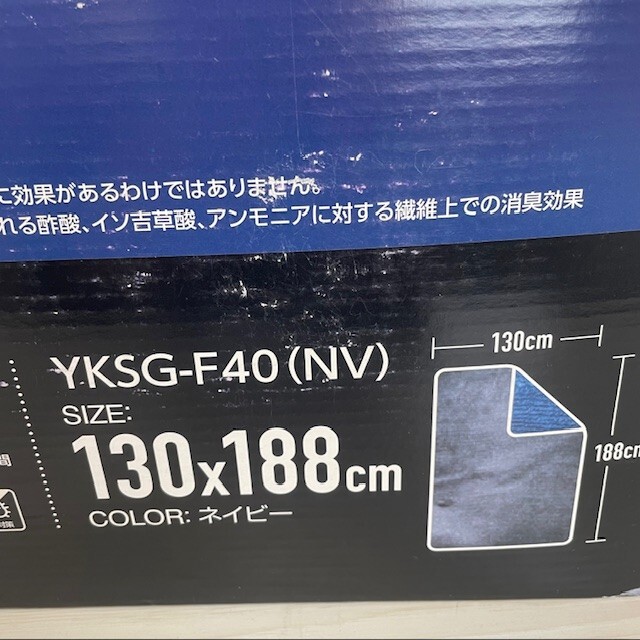 に効果があるわけではありません。
れる酢酸、イソ吉草酸、アンモニアに対する繊維上での消臭効果
YKSG-F40(NV)
SIZE:
130x188cm
COLOR: ネイビー
130cm
188cm
間